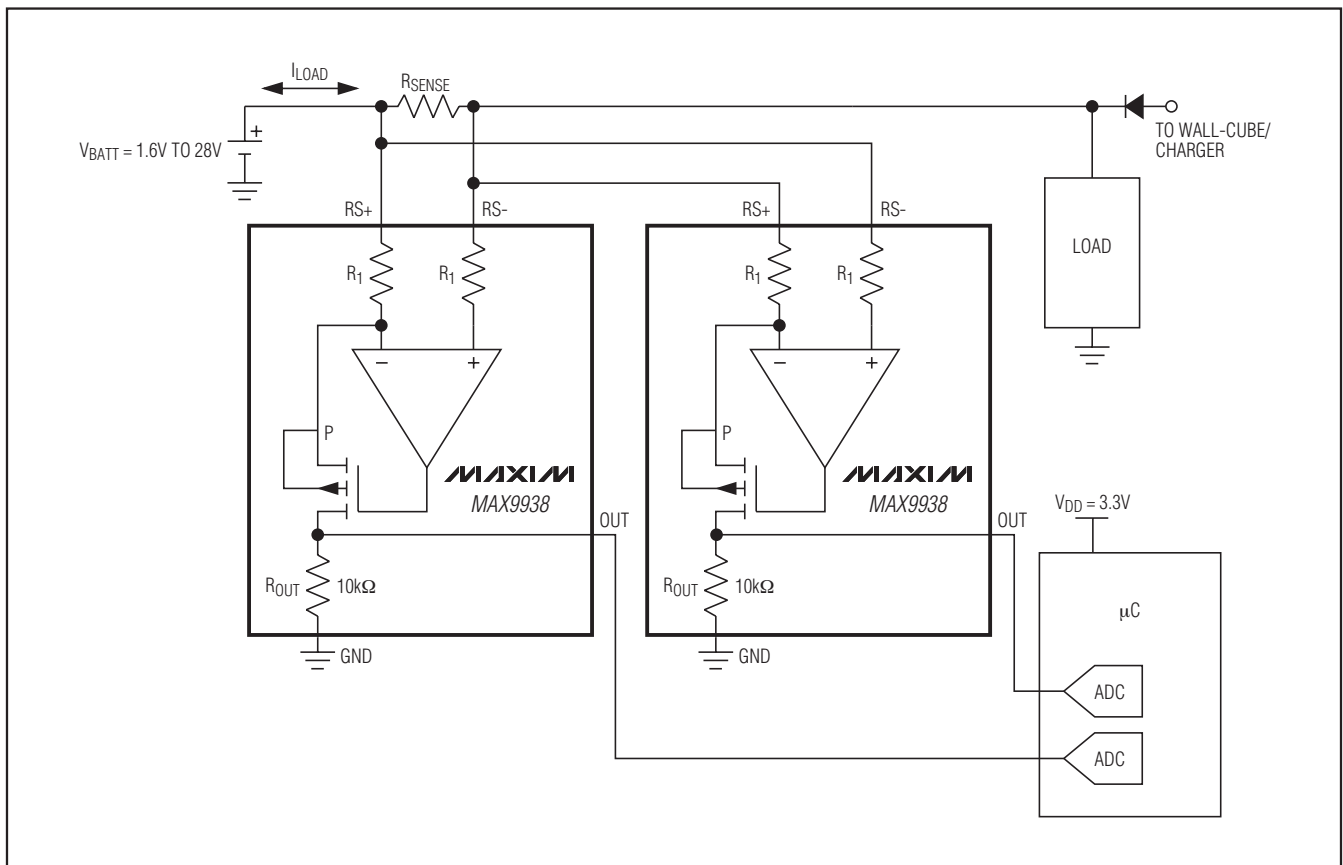 ILOAD
RSENSE
VBATT = 1.6V TO 28V
+
TO WALL-CUBE/
CHARGER
LOAD
RS+
RS-
R1
R1
−
+
P
MAXIM
MAX9938
OUT
ROUT
10kΩ
GND
RS+
RS-
R1
R1
−
+
P
MAXIM
MAX9938
OUT
ROUT
10kΩ
GND
VDD = 3.3V
μC
ADC
ADC